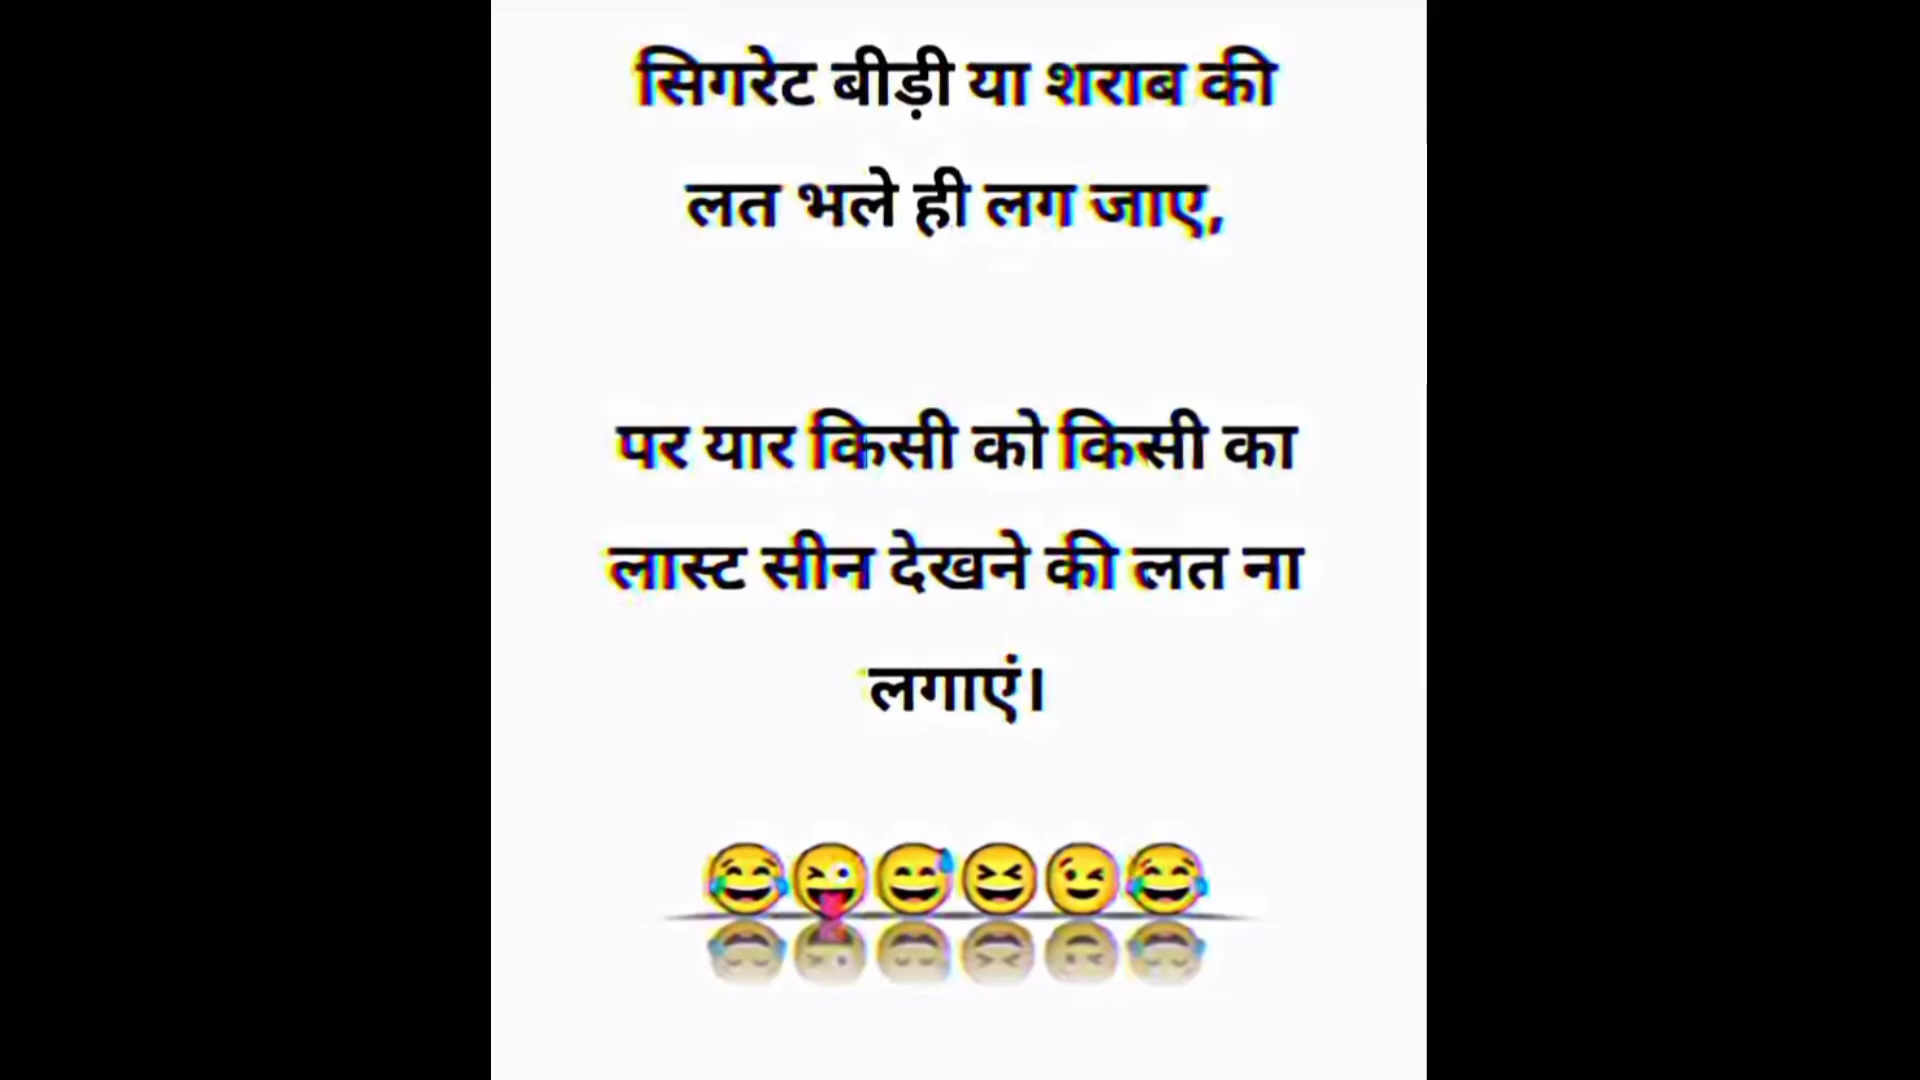 सिगरेट बीड़ी या शराब की
लत भले ही लग जाए,
पर यार किसी को किसी का
लास्ट सीन देखने की लत ना
लगाएं।
😂😜😅😆😉😂